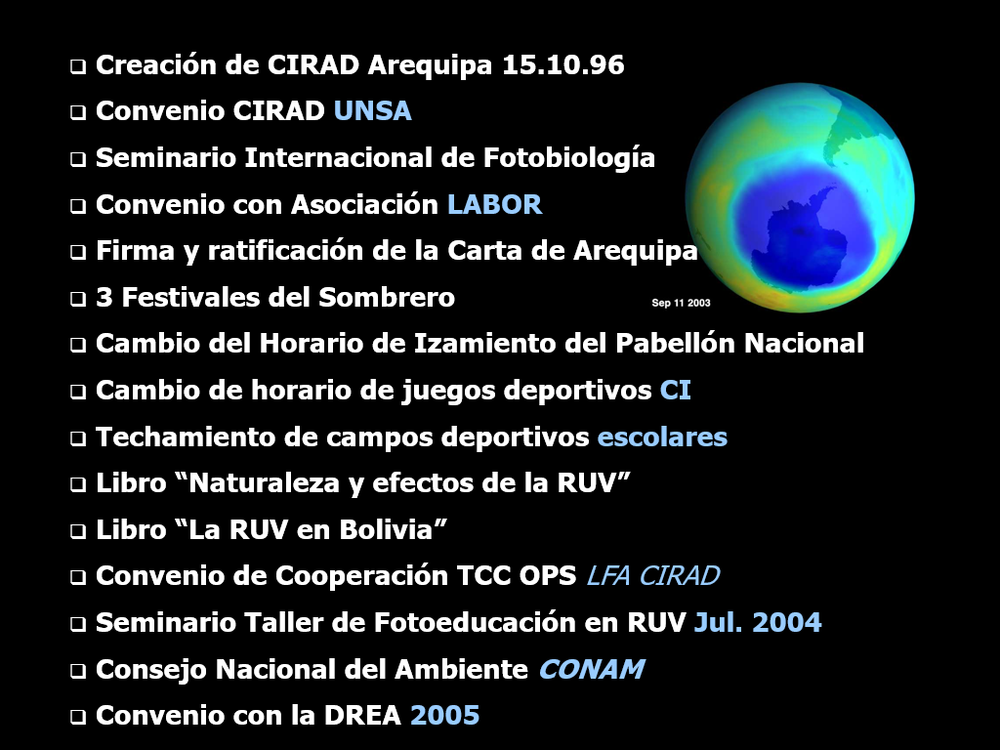 ❑ Creación de CIRAD Arequipa 15.10.96
❑ Convenio CIRAD UNSA
❑ Seminario Internacional de Fotobiología
❑ Convenio con Asociación LABOR
❑ Firma y ratificación de la Carta de Arequipa
❑ 3 Festivales del Sombrero
Sep 11 2003
❑ Cambio del Horario de Izamiento del Pabellón Nacional
❑ Cambio de horario de juegos deportivos CI
❑ Techamiento de campos deportivos escolares
❑ Libro “Naturaleza y efectos de la RUV”
❑ Libro “La RUV en Bolivia”
❑ Convenio de Cooperación TCC OPS LFA CIRAD
❑ Seminario Taller de Fotoeducación en RUV Jul. 2004
❑ Consejo Nacional del Ambiente CONAM
❑ Convenio con la DREA 2005